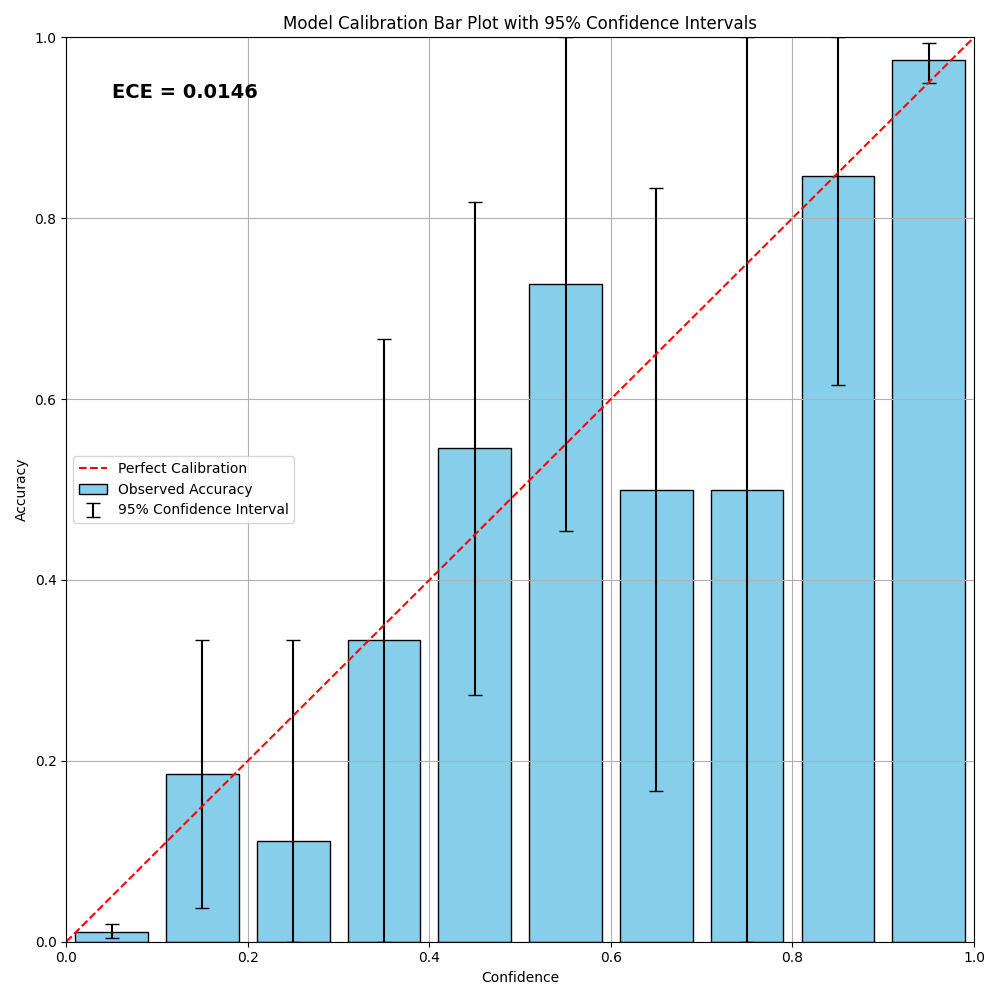 Model Calibration Bar Plot with 95% Confidence Intervals
1.0
ECE = 0.0146
0.8
0.6
Accuracy
Perfect Calibration
Observed Accuracy
95% Confidence Interval
0.4
0.2
0.0
0.0 0.2 0.4 0.6 0.8 1.0
Confidence